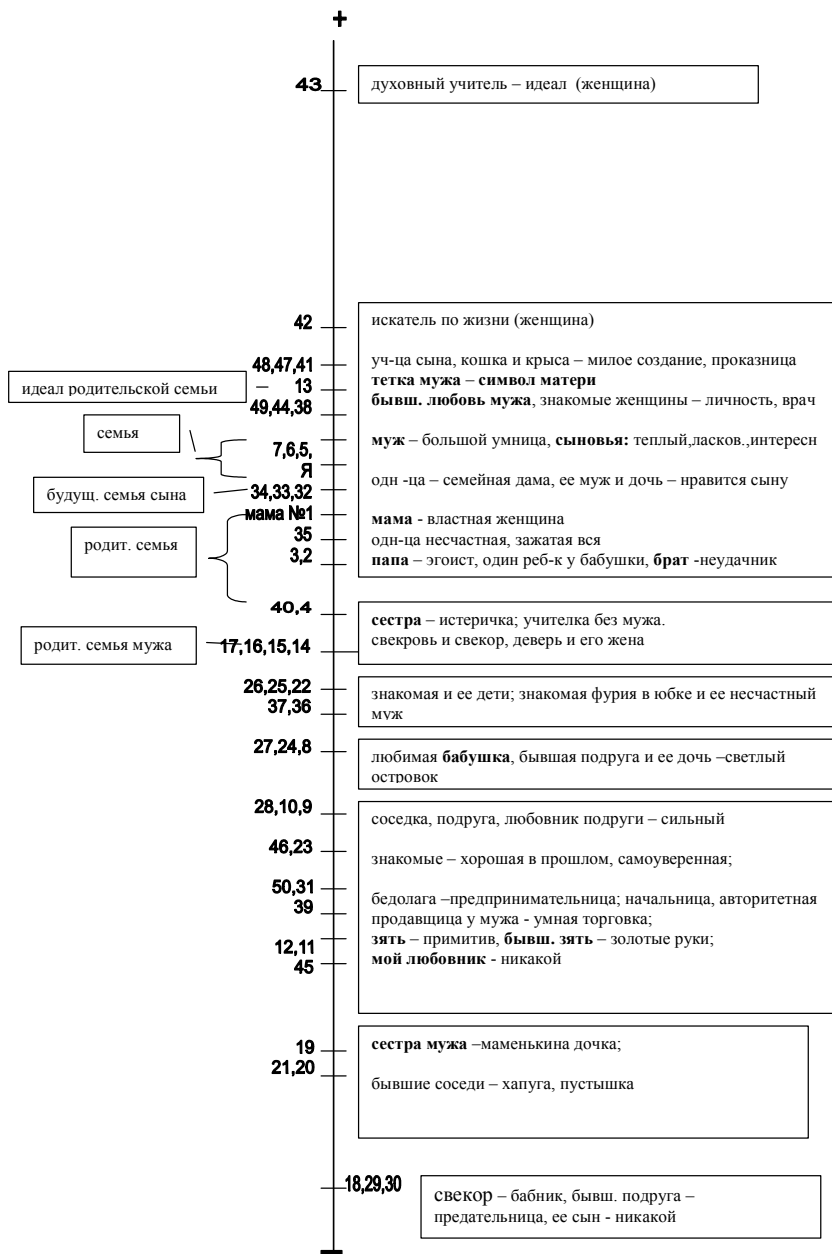 +
43
духовный учитель – идеал (женщина)
42
искатель по жизни (женщина)
48,47,41
уч-ца сына, кошка и крыса – милое создание, проказница
идеал родительской семьи
13
тетка мужа – символ матери
49,44,38
бывш. любовь мужа, знакомые женщины – личность, врач
семья
7,6,5,
муж – большой умница, сыновья: теплый,ласков.,интересн
Я
будущ. семья сына
34,33,32
одн -ца – семейная дама, ее муж и дочь – нравится сыну
мама №1
мама - властная женщина
родит. семья
35
одн-ца несчастная, зажатая вся
3,2
папа – эгоист, один реб-к у бабушки, брат -неудачник
40,4
сестра – истеричка; учителка без мужа.
родит. семья мужа
17,16,15,14
свекровь и свекор, деверь и его жена
26,25,22
знакомая и ее дети; знакомая фурия в юбке и ее несчастный
37,36
муж
27,24,8
любимая бабушка, бывшая подруга и ее дочь –светлый
островок
28,10,9
соседка, подруга, любовник подруги – сильный
46,23
знакомые – хорошая в прошлом, самоуверенная;
50,31
бедолага –предпринимательница; начальница, авторитетная
39
продавщица у мужа - умная торговка;
12,11
зять – примитив, бывш. зять – золотые руки;
45
мой любовник - никакой
19
сестра мужа –маменькина дочка;
21,20
бывшие соседи – хапуга, пустышка
18,29,30
свекор – бабник, бывш. подруга –
предательница, ее сын - никакой